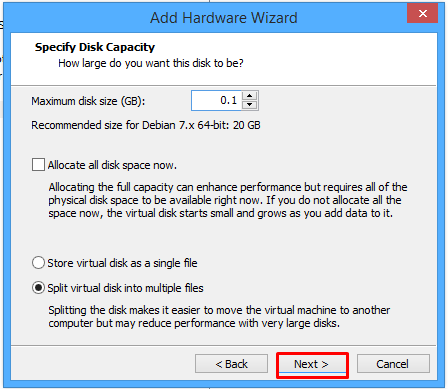 Add Hardware Wizard
Specify Disk Capacity
How large do you want this disk to be?
Maximum disk size (GB): 0.1
Recommended size for Debian 7.x 64-bit: 20 GB
Allocate all disk space now.
Allocating the full capacity can enhance performance but requires all of the
physical disk space to be available right now. If you do not allocate all the
space now, the virtual disk starts small and grows as you add data to it.
Store virtual disk as a single file
Split virtual disk into multiple files
Splitting the disk makes it easier to move the virtual machine to another
computer but may reduce performance with very large disks.
< Back Next > Cancel